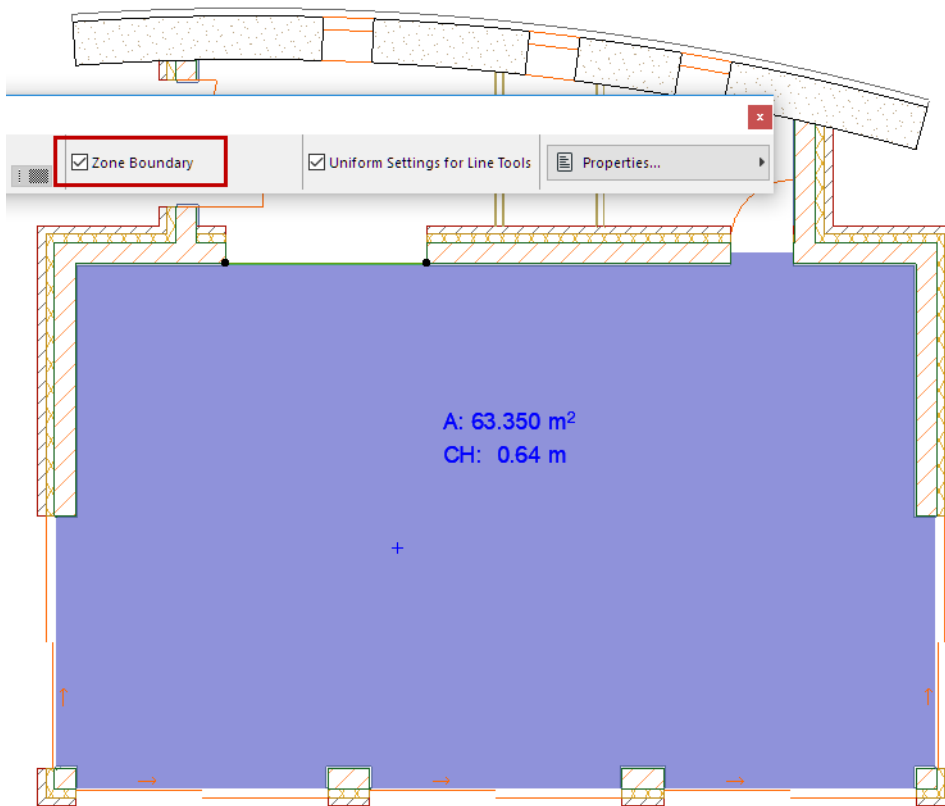 x
Zone Boundary
Uniform Settings for Line Tools
Properties...
A: 63.350 m²
CH: 0.64 m